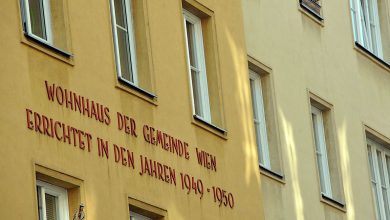 WOHNHAUS DER GEMEINDE WIEN
ERRICHTET IN DEN JAHREN 1949-1950